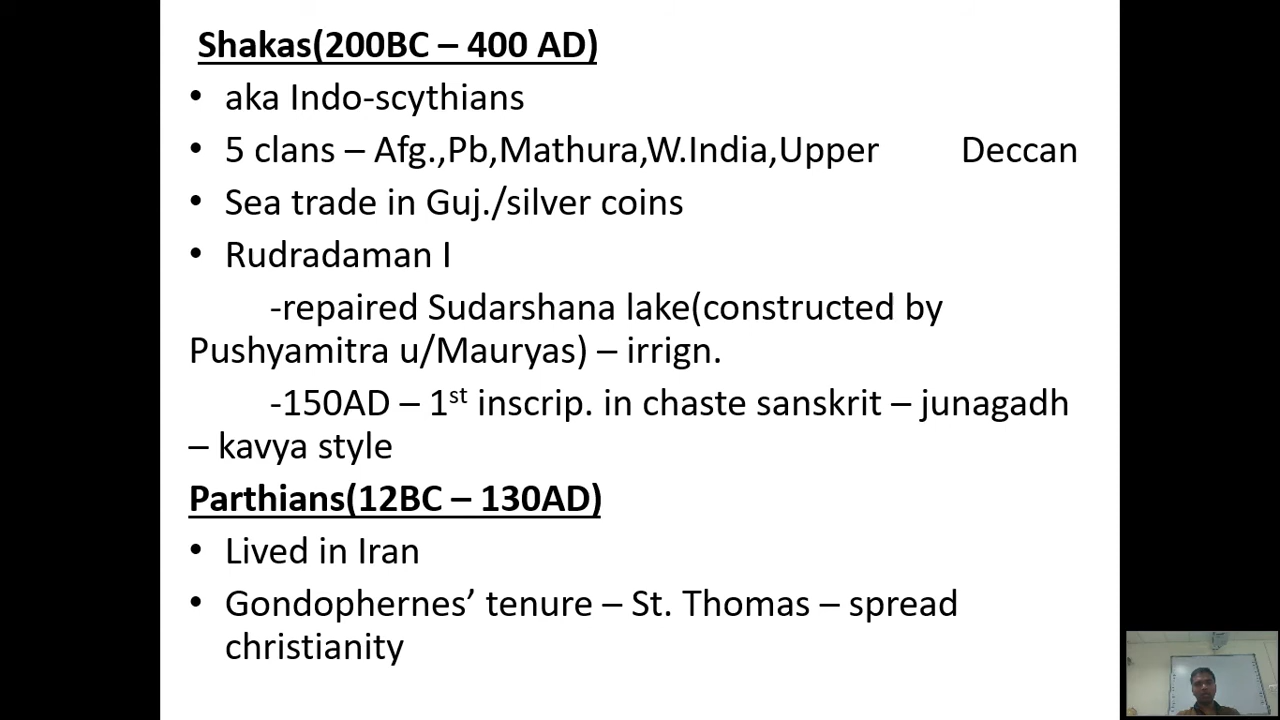 Shakas(200BC – 400 AD)
• aka Indo-scythians
• 5 clans – Afg.,Pb,Mathura,W.India,Upper Deccan
• Sea trade in Guj./silver coins
• Rudradaman I
-repaired Sudarshana lake(constructed by
Pushyamitra u/Mauryas) – irrign.
-150AD – 1st inscrip. in chaste sanskrit – junagadh
– kavya style
Parthians(12BC – 130AD)
• Lived in Iran
• Gondophernes’ tenure – St. Thomas – spread
christianity